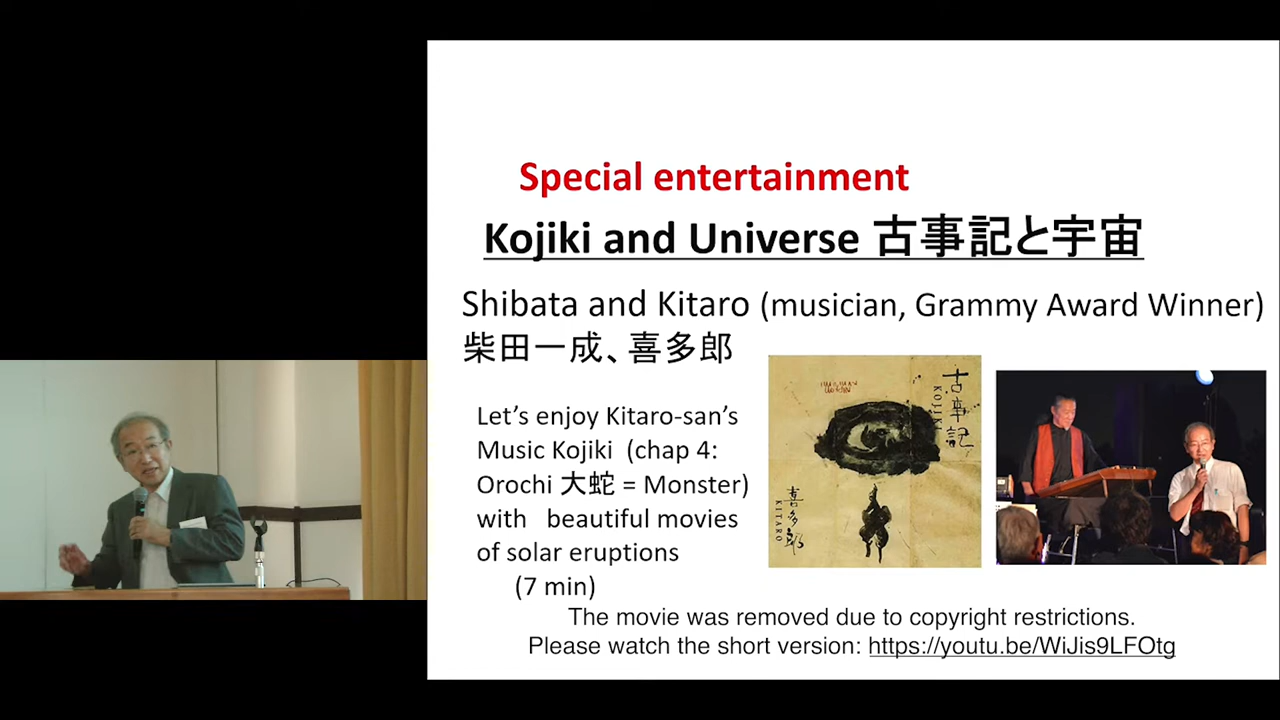 Special entertainment
Kojiki and Universe 古事記と宇宙
Shibata and Kitaro (musician, Grammy Award Winner)
柴田一成、喜多郎
Let's enjoy Kitaro-san's
Music Kojiki (chap 4:
Orochi 大蛇 = Monster)
with beautiful movies
of solar eruptions
(7 min)
古事記
KOJIKI
喜多郎
KITARO
The movie was removed due to copyright restrictions.
Please watch the short version: https://youtu.be/WiJis9LFOtg